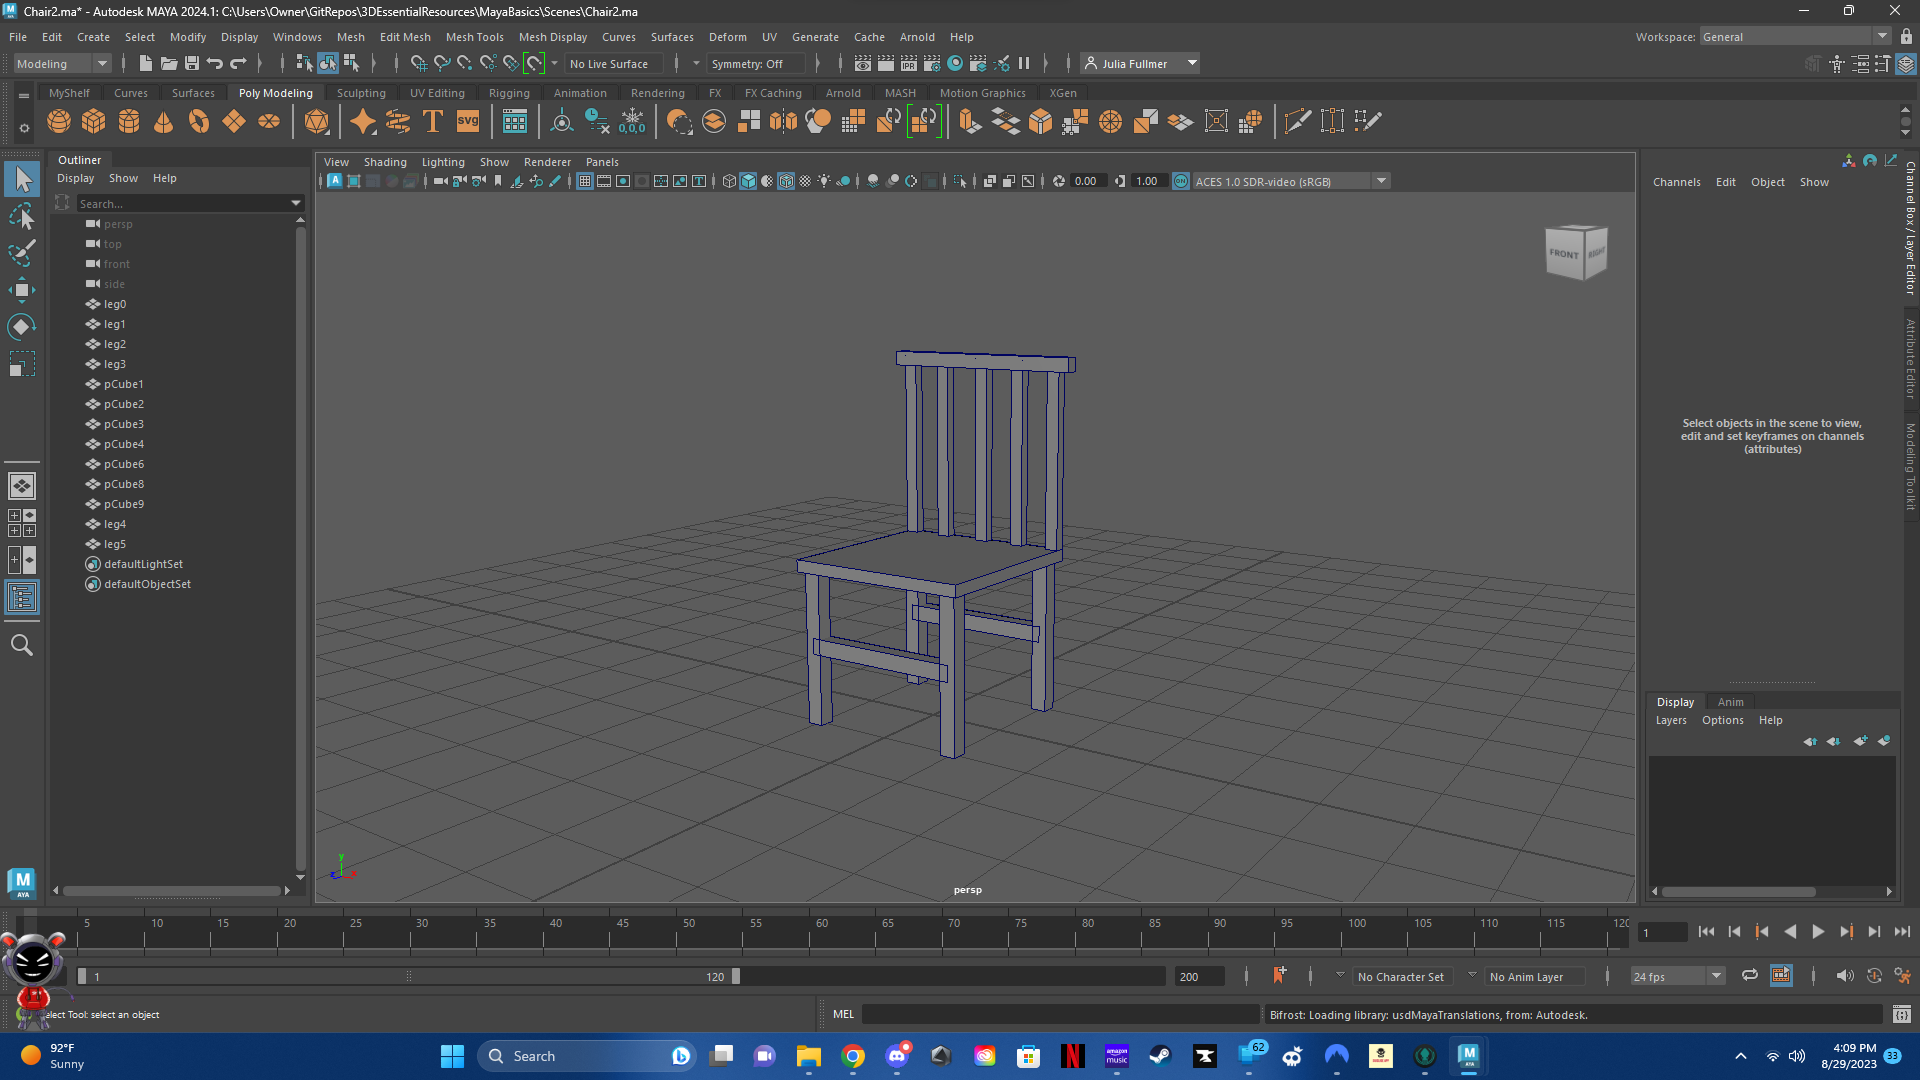 Chair2.ma* - Autodesk MAYA 2024.1: C:\Users\Owner\GitRepos\3DEssentialResources\MayaBasics\Scenes\Chair2.ma
File Edit Create Select Modify Display Windows Mesh Edit Mesh Mesh Tools Mesh Display Curves Surfaces Deform UV Generate Cache Arnold Help
Workspace: General
Modeling
No Live Surface
Symmetry: Off
IPR
Julia Fullmer
MyShelf Curves Surfaces Poly Modeling Sculpting UV Editing Rigging Animation Rendering FX FX Caching Arnold MASH Motion Graphics XGen
T
SVG
0,0,0
Outliner
Display Show Help
Search...
persp
top
front
side
leg0
leg1
leg2
leg3
pCube1
pCube2
pCube3
pCube4
pCube6
pCube8
pCube9
leg4
leg5
defaultLightSet
defaultObjectSet
View Shading Lighting Show Renderer Panels
0.00
1.00
ON
ACES 1.0 SDR-video (sRGB)
FRONT
RIGHT
y
z
x
persp
Channels Edit Object Show
Select objects in the scene to view,
edit and set keyframes on channels
(attributes)
Channel Box / Layer Editor
Attribute Editor
Modeling Toolkit
Display Anim
Layers Options Help
M
AYA
5 10 15 20 25 30 35 40 45 50 55 60 65 70 75 80 85 90 95 100 105 110 115 120
1
1
120
200
No Character Set
No Anim Layer
24 fps
elect Tool: select an object
MEL
Bifrost: Loading library: usdMayaTranslations, from: Autodesk.
92°F
Sunny
Search
amazon music
62
M
AYA
4:09 PM
8/29/2023
33